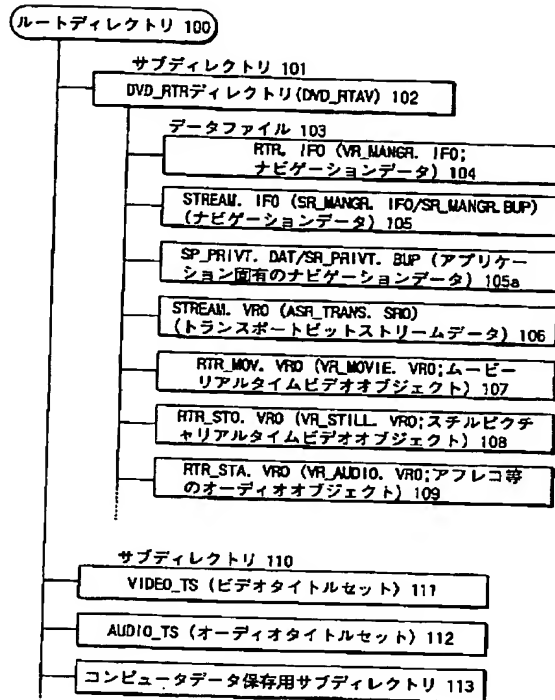 ルートディレクトリ 100
サブディレクトリ 101
DVD_RTRディレクトリ(DVD_RTAV) 102
データファイル 103
RTR. IFO (VR_MANGR. IFO;
ナビゲーションデータ) 104
STREAM. IFO (SR_MANGR. IFO/SR_MANGR.BUP)
(ナビゲーションデータ) 105
SP_PRIVT. DAT/SR_PRIVT. BUP (アプリケー
ション固有のナビゲーションデータ) 105a
STREAM. VRO (ASR_TRANS. SRO)
(トランスポートビットストリームデータ) 106
RTR_MOV. VRO (VR_MOVIE. VRO;ムービー
リアルタイムビデオオブジェクト) 107
RTR_STO. VRO (VR_STILL. VRO;スチルピクチ
ャリアルタイムビデオオブジェクト) 108
RTR_STA. VRO (VR_AUDIO. VRO;アフレコ等
のオーディオオブジェクト) 109
サブディレクトリ 110
VIDEO_TS (ビデオタイトルセット) 111
AUDIO_TS (オーディオタイトルセット) 112
コンピュータデータ保存用サブディレクトリ 113